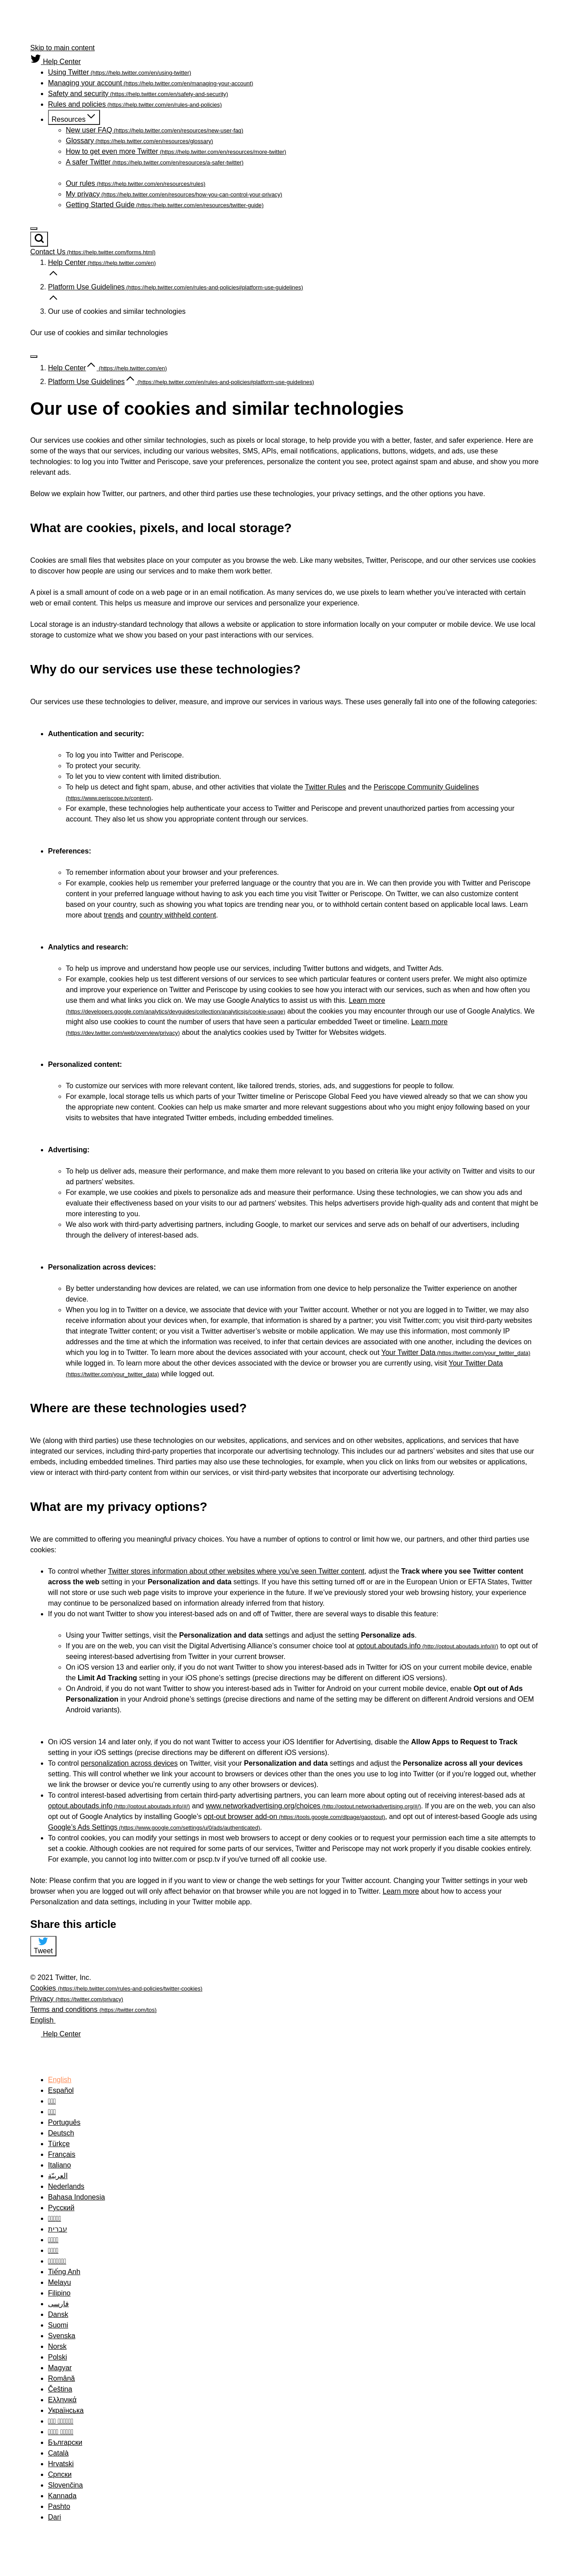 Skip to main content
Help Center
Using Twitter (https://help.twitter.com/en/using-twitter)
Managing your account (https://help.twitter.com/en/managing-your-account)
Safety and security (https://help.twitter.com/en/safety-and-security)
Rules and policies (https://help.twitter.com/en/rules-and-policies)
Resources
New user FAQ (https://help.twitter.com/en/resources/new-user-faq)
Glossary (https://help.twitter.com/en/resources/glossary)
How to get even more Twitter (https://help.twitter.com/en/resources/more-twitter)
A safer Twitter (https://help.twitter.com/en/resources/a-safer-twitter)
Our rules (https://help.twitter.com/en/resources/rules)
My privacy (https://help.twitter.com/en/resources/how-you-can-control-your-privacy)
Getting Started Guide (https://help.twitter.com/en/resources/twitter-guide)
Contact Us (https://help.twitter.com/forms.html)
1. Help Center (https://help.twitter.com/en)
2. Platform Use Guidelines (https://help.twitter.com/en/rules-and-policies#platform-use-guidelines)
3. Our use of cookies and similar technologies
Our use of cookies and similar technologies
1. Help Center (https://help.twitter.com/en)
2. Platform Use Guidelines (https://help.twitter.com/en/rules-and-policies#platform-use-guidelines)
Our use of cookies and similar technologies
Our services use cookies and other similar technologies, such as pixels or local storage, to help provide you with a better, faster, and safer experience. Here are
some of the ways that our services, including our various websites, SMS, APIs, email notifications, applications, buttons, widgets, and ads, use these
technologies: to log you into Twitter and Periscope, save your preferences, personalize the content you see, protect against spam and abuse, and show you more
relevant ads.
Below we explain how Twitter, our partners, and other third parties use these technologies, your privacy settings, and the other options you have.
What are cookies, pixels, and local storage?
Cookies are small files that websites place on your computer as you browse the web. Like many websites, Twitter, Periscope, and our other services use cookies
to discover how people are using our services and to make them work better.
A pixel is a small amount of code on a web page or in an email notification. As many services do, we use pixels to learn whether you've interacted with certain
web or email content. This helps us measure and improve our services and personalize your experience.
Local storage is an industry-standard technology that allows a website or application to store information locally on your computer or mobile device. We use local
storage to customize what we show you based on your past interactions with our services.
Why do our services use these technologies?
Our services use these technologies to deliver, measure, and improve our services in various ways. These uses generally fall into one of the following categories:
Authentication and security:
To log you into Twitter and Periscope.
To protect your security.
To let you to view content with limited distribution.
To help us detect and fight spam, abuse, and other activities that violate the Twitter Rules and the Periscope Community Guidelines
(https://www.periscope.tv/content).
For example, these technologies help authenticate your access to Twitter and Periscope and prevent unauthorized parties from accessing your
account. They also let us show you appropriate content through our services.
Preferences:
To remember information about your browser and your preferences.
For example, cookies help us remember your preferred language or the country that you are in. We can then provide you with Twitter and Periscope
content in your preferred language without having to ask you each time you visit Twitter or Periscope. On Twitter, we can also customize content
based on your country, such as showing you what topics are trending near you, or to withhold certain content based on applicable local laws. Learn
more about trends and country withheld content.
Analytics and research:
To help us improve and understand how people use our services, including Twitter buttons and widgets, and Twitter Ads.
For example, cookies help us test different versions of our services to see which particular features or content users prefer. We might also optimize
and improve your experience on Twitter and Periscope by using cookies to see how you interact with our services, such as when and how often you
use them and what links you click on. We may use Google Analytics to assist us with this. Learn more
(https://developers.google.com/analytics/devguides/collection/analyticsjs/cookie-usage) about the cookies you may encounter through our use of Google Analytics. We
might also use cookies to count the number of users that have seen a particular embedded Tweet or timeline. Learn more
(https://dev.twitter.com/web/overview/privacy) about the analytics cookies used by Twitter for Websites widgets.
Personalized content:
To customize our services with more relevant content, like tailored trends, stories, ads, and suggestions for people to follow.
For example, local storage tells us which parts of your Twitter timeline or Periscope Global Feed you have viewed already so that we can show you
the appropriate new content. Cookies can help us make smarter and more relevant suggestions about who you might enjoy following based on your
visits to websites that have integrated Twitter embeds, including embedded timelines.
Advertising:
To help us deliver ads, measure their performance, and make them more relevant to you based on criteria like your activity on Twitter and visits to our
ad partners' websites.
For example, we use cookies and pixels to personalize ads and measure their performance. Using these technologies, we can show you ads and
evaluate their effectiveness based on your visits to our ad partners' websites. This helps advertisers provide high-quality ads and content that might be
more interesting to you.
We also work with third-party advertising partners, including Google, to market our services and serve ads on behalf of our advertisers, including
through the delivery of interest-based ads.
Personalization across devices:
By better understanding how devices are related, we can use information from one device to help personalize the Twitter experience on another
device.
When you log in to Twitter on a device, we associate that device with your Twitter account. Whether or not you are logged in to Twitter, we may also
receive information about your devices when, for example, that information is shared by a partner; you visit Twitter.com; you visit third-party websites
that integrate Twitter content; or you visit a Twitter advertiser's website or mobile application. We may use this information, most commonly IP
addresses and the time at which the information was received, to infer that certain devices are associated with one another, including the devices on
which you log in to Twitter. To learn more about the devices associated with your account, check out Your Twitter Data (https://twitter.com/your_twitter_data)
while logged in. To learn more about the other devices associated with the device or browser you are currently using, visit Your Twitter Data
(https://twitter.com/your_twitter_data) while logged out.
Where are these technologies used?
We (along with third parties) use these technologies on our websites, applications, and services and on other websites, applications, and services that have
integrated our services, including third-party properties that incorporate our advertising technology. This includes our ad partners' websites and sites that use our
embeds, including embedded timelines. Third parties may also use these technologies, for example, when you click on links from our websites or applications,
view or interact with third-party content from within our services, or visit third-party websites that incorporate our advertising technology.
What are my privacy options?
We are committed to offering you meaningful privacy choices. You have a number of options to control or limit how we, our partners, and other third parties use
cookies:
To control whether Twitter stores information about other websites where you've seen Twitter content, adjust the Track where you see Twitter content
across the web setting in your Personalization and data settings. If you have this setting turned off or are in the European Union or EFTA States, Twitter
will not store or use such web page visits to improve your experience in the future. If we've previously stored your web browsing history, your experience
may continue to be personalized based on information already inferred from that history.
If you do not want Twitter to show you interest-based ads on and off of Twitter, there are several ways to disable this feature:
Using your Twitter settings, visit the Personalization and data settings and adjust the setting Personalize ads.
If you are on the web, you can visit the Digital Advertising Alliance's consumer choice tool at optout.aboutads.info (http://optout.aboutads.info/#/) to opt out of
seeing interest-based advertising from Twitter in your current browser.
On iOS version 13 and earlier only, if you do not want Twitter to show you interest-based ads in Twitter for iOS on your current mobile device, enable
the Limit Ad Tracking setting in your iOS phone's settings (precise directions may be different on different iOS versions).
On Android, if you do not want Twitter to show you interest-based ads in Twitter for Android on your current mobile device, enable Opt out of Ads
Personalization in your Android phone's settings (precise directions and name of the setting may be different on different Android versions and OEM
Android variants).
On iOS version 14 and later only, if you do not want Twitter to access your iOS Identifier for Advertising, disable the Allow Apps to Request to Track
setting in your iOS settings (precise directions may be different on different iOS versions).
To control personalization across devices on Twitter, visit your Personalization and data settings and adjust the Personalize across all your devices
setting. This will control whether we link your account to browsers or devices other than the ones you use to log into Twitter (or if you're logged out, whether
we link the browser or device you're currently using to any other browsers or devices).
To control interest-based advertising from certain third-party advertising partners, you can learn more about opting out of receiving interest-based ads at
optout.aboutads.info (http://optout.aboutads.info/#/) and www.networkadvertising.org/choices (http://optout.networkadvertising.org/#/). If you are on the web, you can also
opt out of Google Analytics by installing Google's opt-out browser add-on (https://tools.google.com/dlpage/gaoptout), and opt out of interest-based Google ads using
Google's Ads Settings (https://www.google.com/settings/u/0/ads/authenticated).
To control cookies, you can modify your settings in most web browsers to accept or deny cookies or to request your permission each time a site attempts to
set a cookie. Although cookies are not required for some parts of our services, Twitter and Periscope may not work properly if you disable cookies entirely.
For example, you cannot log into twitter.com or pscp.tv if you've turned off all cookie use.
Note: Please confirm that you are logged in if you want to view or change the web settings for your Twitter account. Changing your Twitter settings in your web
browser when you are logged out will only affect behavior on that browser while you are not logged in to Twitter. Learn more about how to access your
Personalization and data settings, including in your Twitter mobile app.
Share this article
Tweet
© 2021 Twitter, Inc.
Cookies (https://help.twitter.com/rules-and-policies/twitter-cookies)
Privacy (https://twitter.com/privacy)
Terms and conditions (https://twitter.com/tos)
English
Help Center
English
Español
Português
Deutsch
Türkçe
Français
Italiano
العربيّة
Nederlands
Bahasa Indonesia
Русский
עִבְרִית
Tiếng Anh
Melayu
Filipino
فارسی
Dansk
Suomi
Svenska
Norsk
Polski
Magyar
Română
Čeština
Ελληνικά
Українська
Български
Català
Hrvatski
Српски
Slovenčina
Kannada
Pashto
Dari